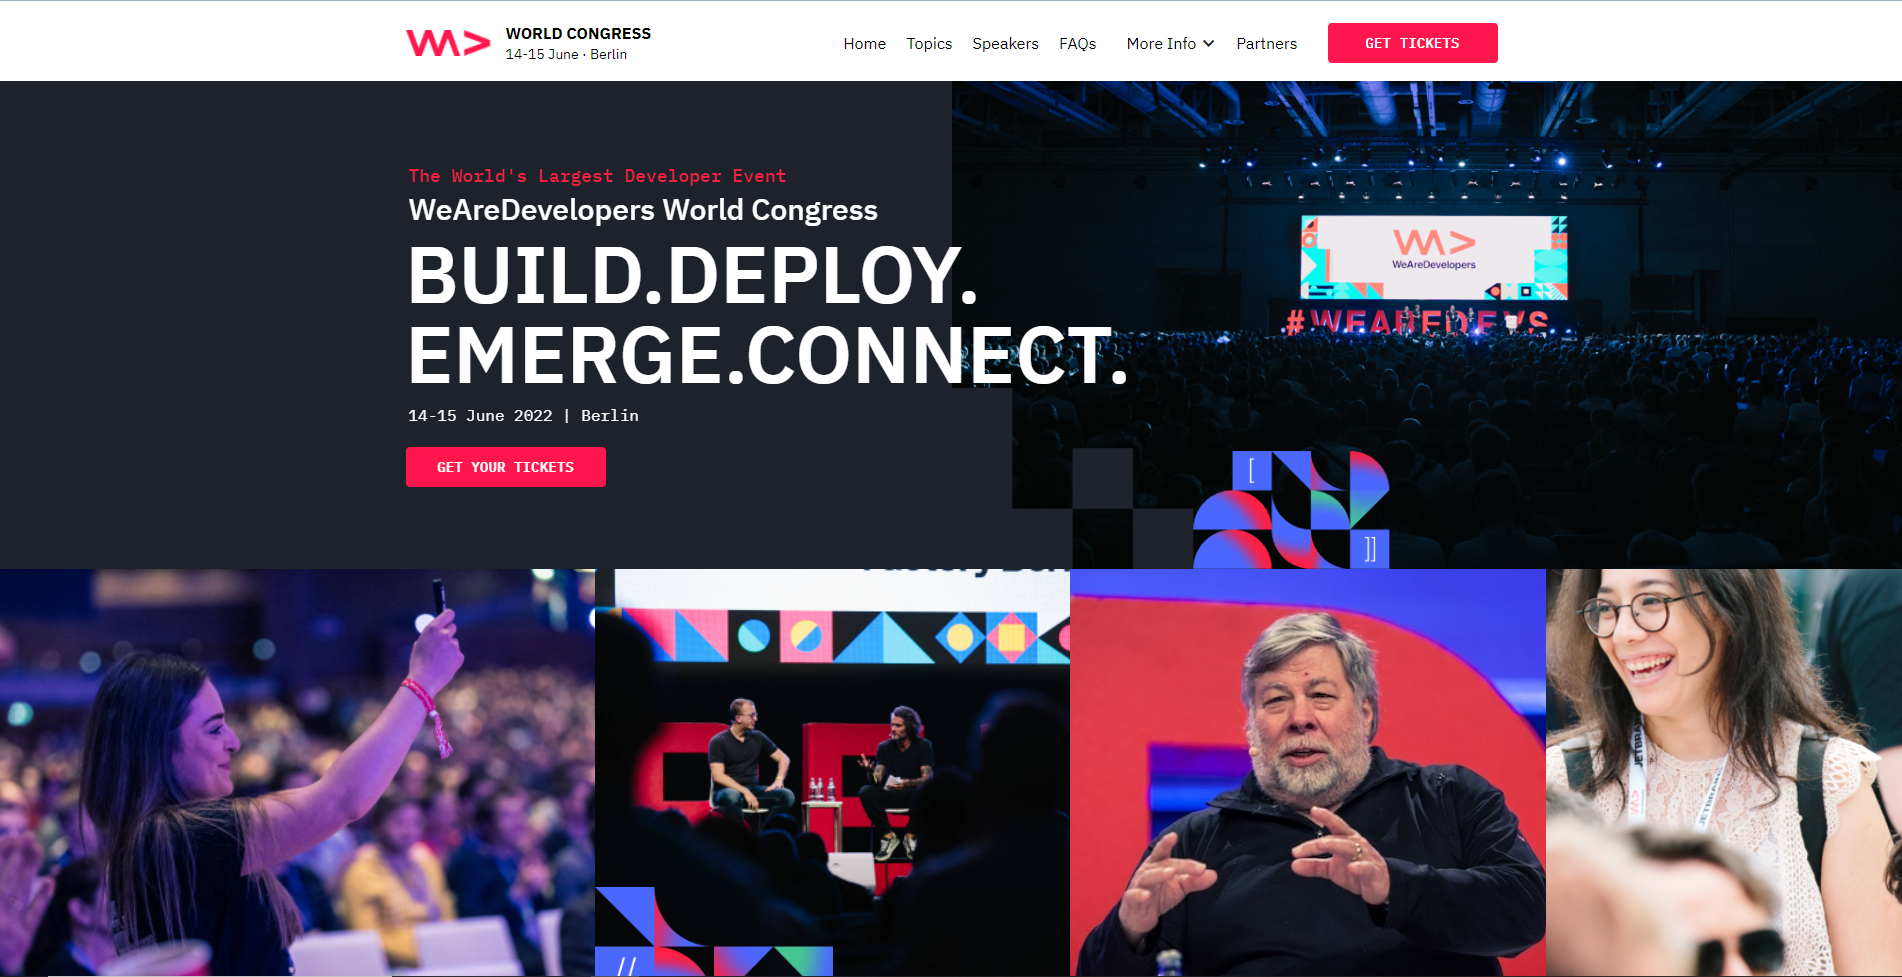 WORLD CONGRESS
14-15 June · Berlin
Home Topics Speakers FAQs More Info Partners
GET TICKETS
The World's Largest Developer Event
WeAreDevelopers World Congress
BUILD.DEPLOY.
EMERGE.CONNECT.
14-15 June 2022 | Berlin
GET YOUR TICKETS
WeAreDevelopers
#WEAREDEVS
[
]]
//